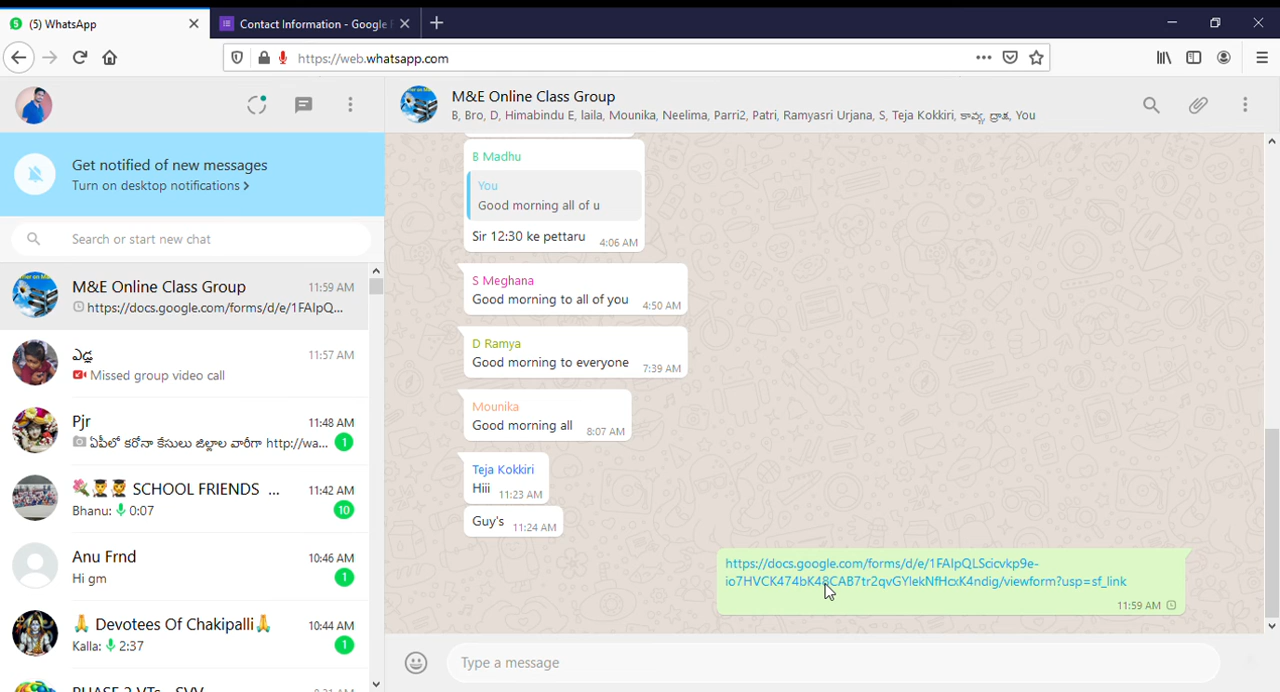 (5) WhatsApp
Contact Information - Google
https://web.whatsapp.com
Get notified of new messages
Turn on desktop notifications >
Search or start new chat
M&E Online Class Group 11:59 AM
https://docs.google.com/forms/d/e/1FAIpQ...
ఎడ్జ 11:57 AM
Missed group video call
Pjr 11:48 AM
ఏపీలో కరోనా కేసులు జిల్లాల వారీగా http://wa... 1
SCHOOL FRIENDS ... 11:42 AM
Bhanu: 0:07 10
Anu Frnd 10:46 AM
Hi gm 1
🙏 Devotees Of Chakipalli🙏 10:44 AM
Kalla: 2:37 1
PHASE 2 VTs - SVV
M&E Online Class Group
B, Bro, D, Himabindu E, laila, Mounika, Neelima, Parri2, Patri, Ramyasri Urjana, S, Teja Kokkiri, కావ్య, You
B Madhu
You
Good morning all of u
Sir 12:30 ke pettaru 4:06 AM
S Meghana
Good morning to all of you 4:50 AM
D Ramya
Good morning to everyone 7:39 AM
Mounika
Good morning all 8:07 AM
Teja Kokkiri
Hiii 11:23 AM
Guy's 11:24 AM
https://docs.google.com/forms/d/e/1FAIpQLScicvkp9e-
io7HVCK474bK48CAB7tr2qvGYlekNfHcxK4ndig/viewform?usp=sf_link
11:59 AM
Type a message